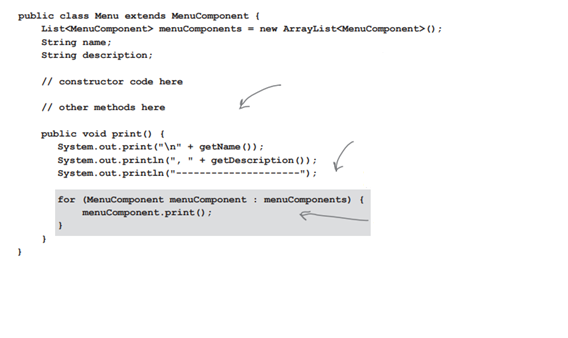 public class Menu extends MenuComponent {
List<MenuComponent> menuComponents = new ArrayList<MenuComponent>();
String name;
String description;
// constructor code here
// other methods here
public void print() {
System.out.print("\n" + getName());
System.out.println(", " + getDescription());
System.out.println("---------------------");
for (MenuComponent menuComponent : menuComponents) {
menuComponent.print();
}
}
}